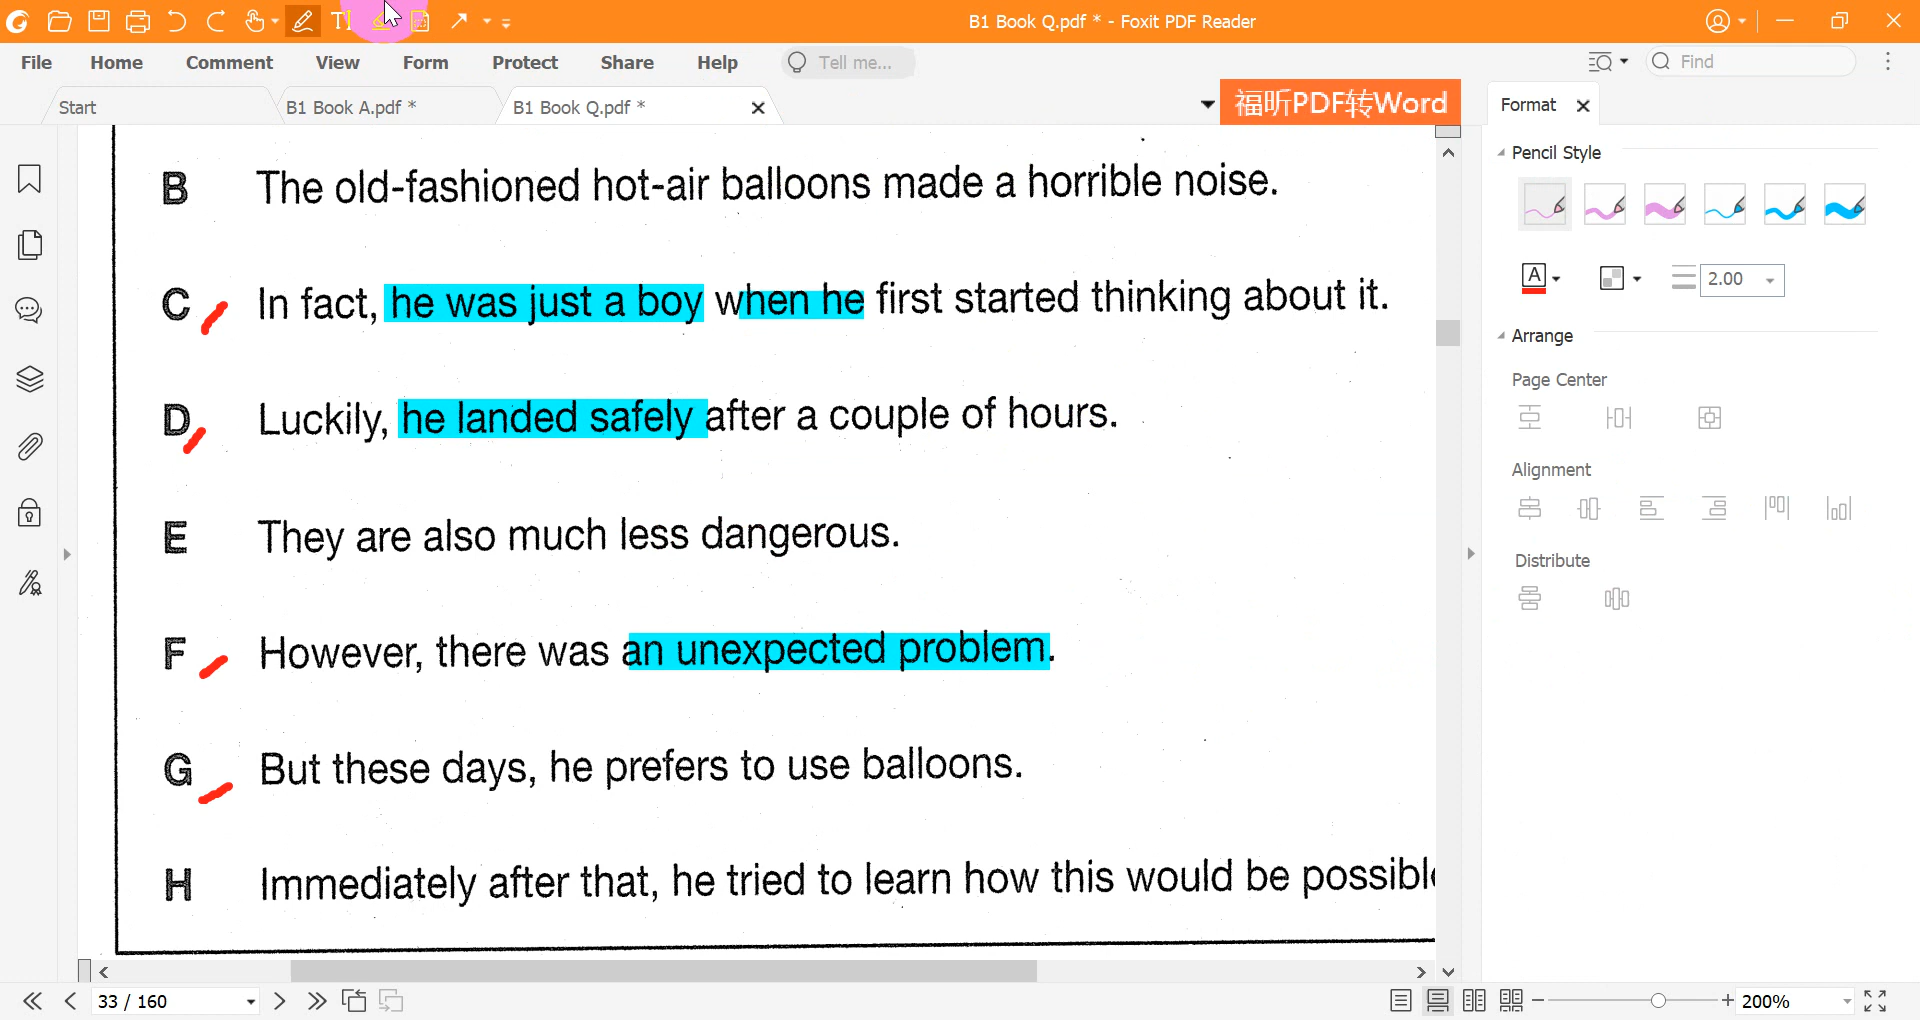 B1 Book Q.pdf * - Foxit PDF Reader
File Home Comment View Form Protect Share Help Tell me... Find
Start B1 Book A.pdf * B1 Book Q.pdf * 福昕PDF转Word Format
B The old-fashioned hot-air balloons made a horrible noise.
C In fact, he was just a boy when he first started thinking about it.
D Luckily, he landed safely after a couple of hours.
E They are also much less dangerous.
F However, there was an unexpected problem.
G But these days, he prefers to use balloons.
H Immediately after that, he tried to learn how this would be
Pencil Style
2.00
Arrange
Page Center
Alignment
Distribute
33 / 160 200%